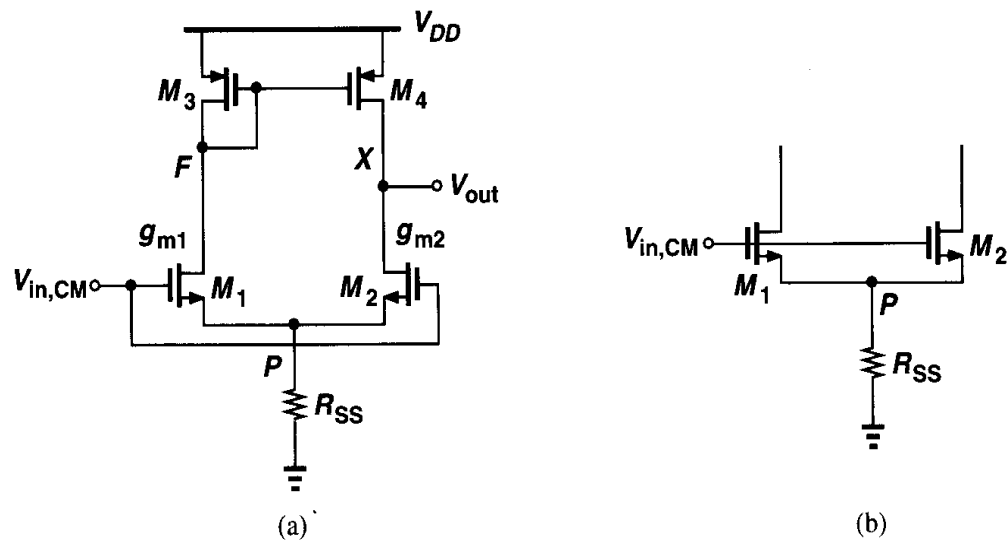 V_DD
M_3
M_4
F
X
V_out
g_m1
g_m2
V_in,CM
M_1
M_2
P
R_SS
(a)
V_in,CM
M_1
M_2
P
R_SS
(b)